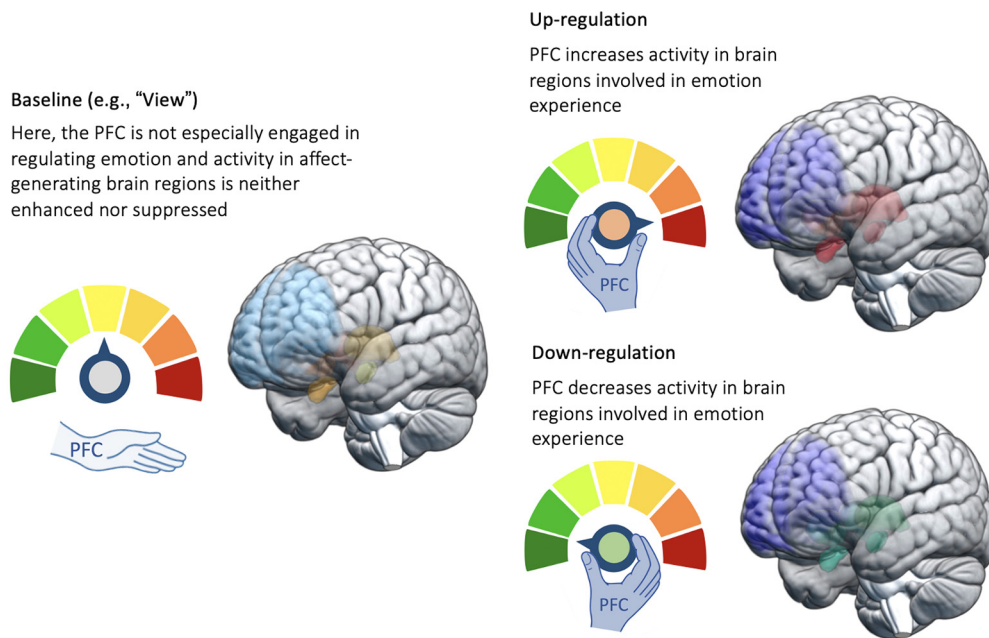 Baseline (e.g., “View”)
Here, the PFC is not especially engaged in
regulating emotion and activity in affect-
generating brain regions is neither
enhanced nor suppressed
PFC
Up-regulation
PFC increases activity in brain
regions involved in emotion
experience
PFC
Down-regulation
PFC decreases activity in brain
regions involved in emotion
experience
PFC